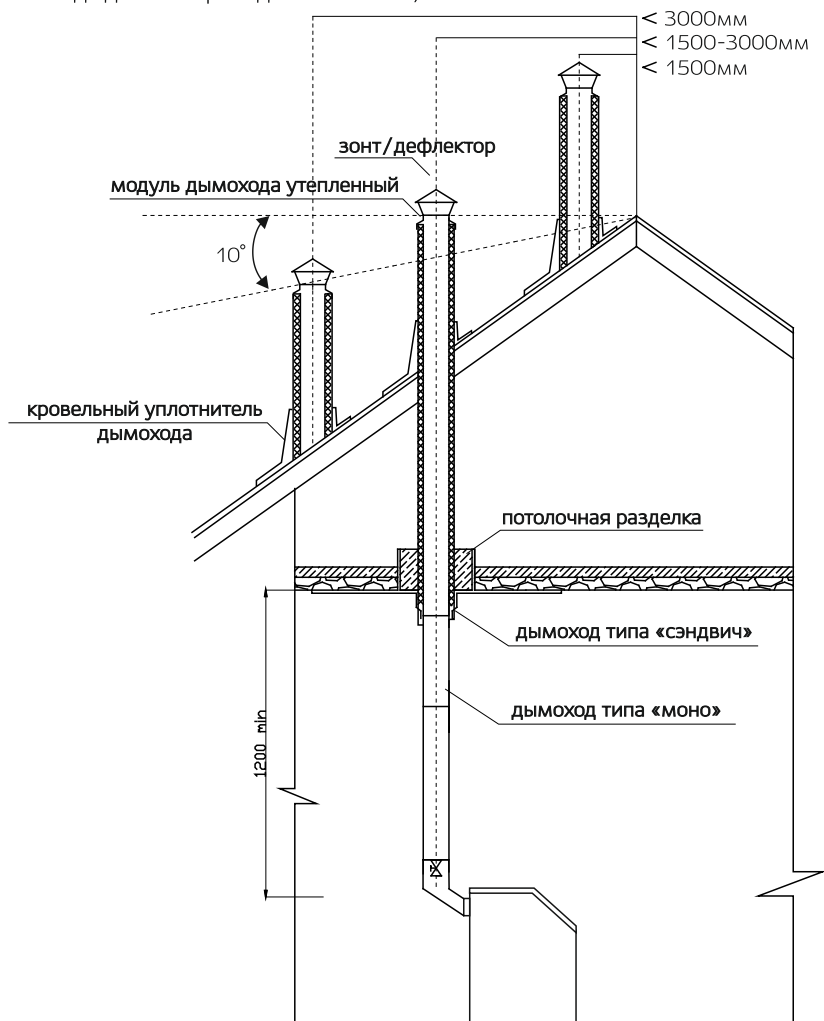 < 3000мм
< 1500-3000мм
< 1500мм
зонт/дефлектор
модуль дымохода утепленный
10°
кровельный уплотнитель
дымохода
потолочная разделка
дымоход типа «сэндвич»
дымоход типа «моно»
1200 min